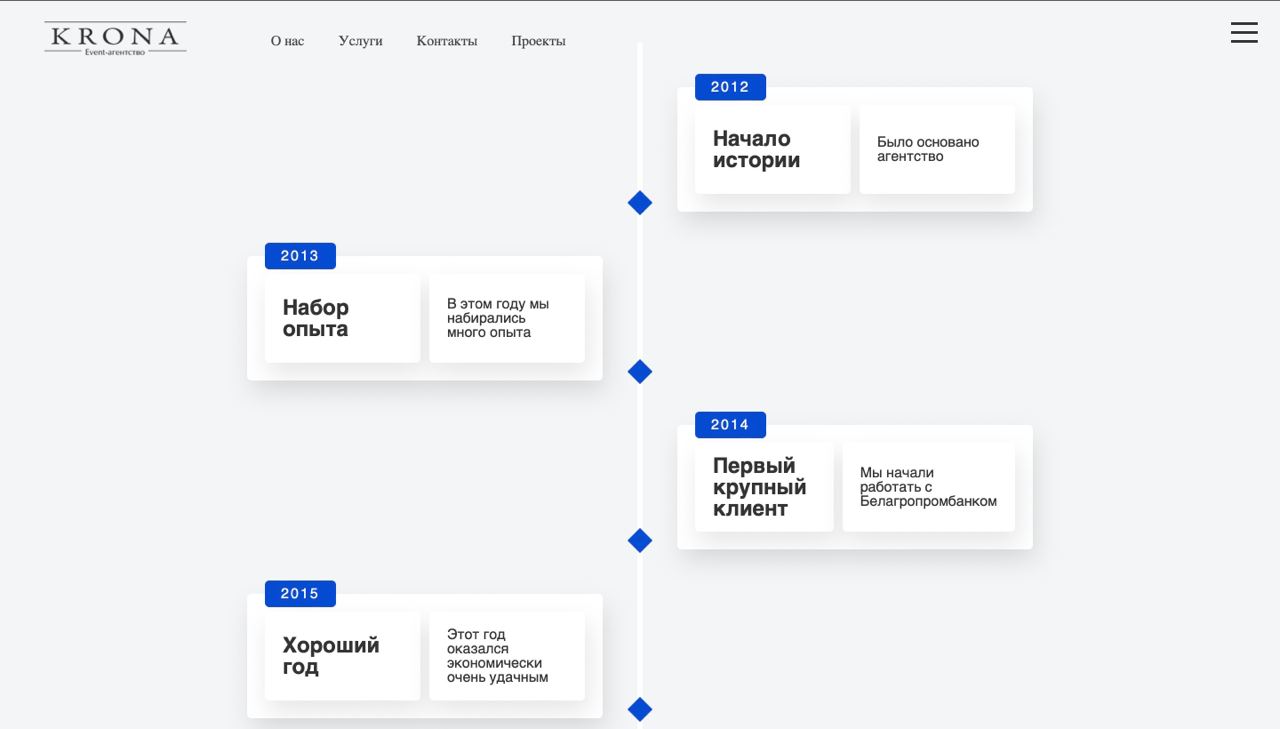 KRONA
Event-агентство
О нас Услуги Контакты Проекты
2012
Начало
истории
Было основано
агентство
2013
Набор
опыта
В этом году мы
набирались
много опыта
2014
Первый
крупный
клиент
Мы начали
работать с
Белагропромбанком
2015
Хороший
год
Этот год
оказался
экономически
очень удачным